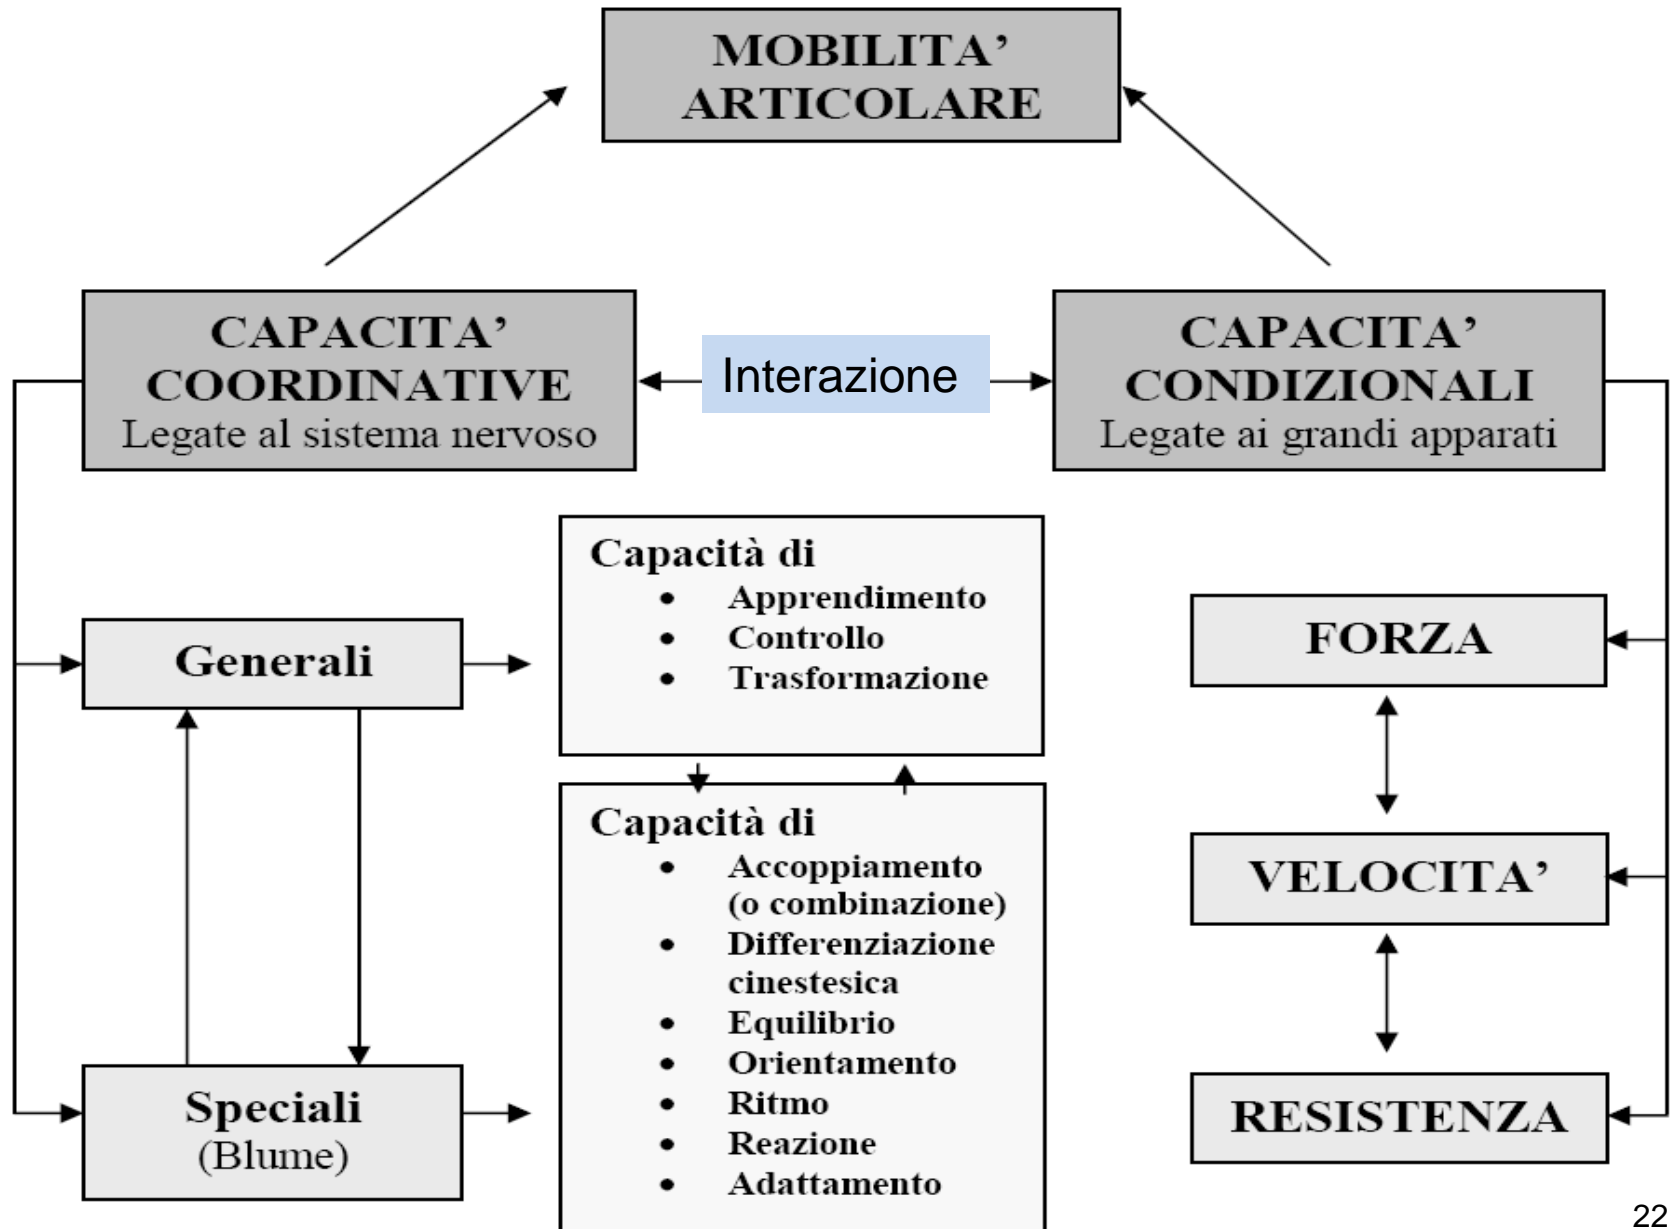 MOBILITA’
ARTICOLARE
CAPACITA’
COORDINATIVE
Legate al sistema nervoso
Interazione
CAPACITA’
CONDIZIONALI
Legate ai grandi apparati
Generali
Capacità di
• Apprendimento
• Controllo
• Trasformazione
Speciali
(Blume)
Capacità di
• Accoppiamento
(o combinazione)
• Differenziazione
cinestesica
• Equilibrio
• Orientamento
• Ritmo
• Reazione
• Adattamento
FORZA
VELOCITA’
RESISTENZA
22